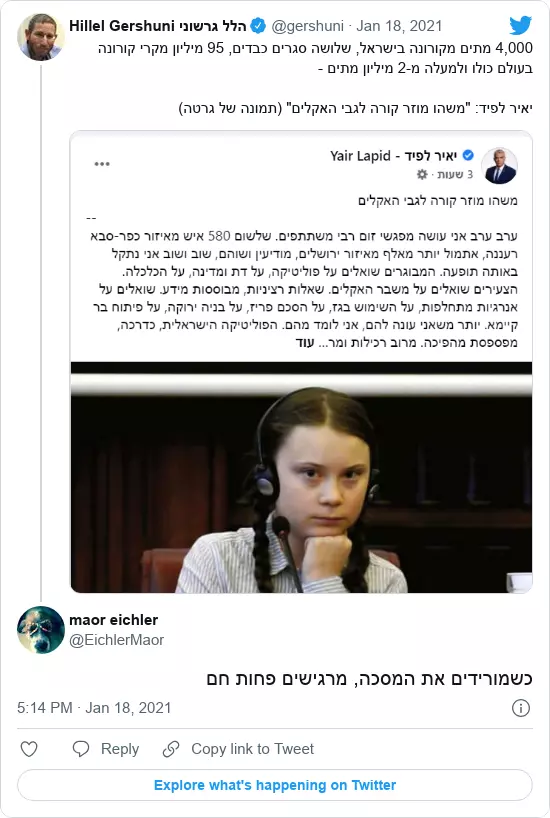 Hillel Gershuni הלל גרשוני @gershuni · Jan 18, 2021
4,000 מתים מקורונה בישראל, שלושה סגרים כבדים, 95 מיליון מקרי קורונה
בעולם כולו ולמעלה מ-2 מיליון מתים -
יאיר לפיד: "משהו מוזר קורה לגבי האקלים" (תמונה של גרטה)
יאיר לפיד - Yair Lapid
3 שעות ·
משהו מוזר קורה לגבי האקלים
--
ערב ערב אני עושה מפגשי זום רבי משתתפים. שלשום 580 איש מאיזור כפר-סבא
רעננה, אתמול יותר מאלף מאיזור ירושלים, מודיעין ושוהם, שוב ושוב אני נתקל
באותה תופעה. המבוגרים שואלים על פוליטיקה, על דת ומדינה, על הכלכלה.
הצעירים שואלים על משבר האקלים. שאלות רציניות, מבוססות מידע. שואלים על
אנרגיות מתחלפות, על השימוש בגז, על הסכם פריז, על בניה ירוקה, על פיתוח בר
קיימא. יותר משאני עונה להם, אני לומד מהם. הפוליטיקה הישראלית, כדרכה,
מפספסת מהפיכה. מרוב רכילות ומר... עוד
maor eichler
@EichlerMaor
כשמורידים את המסכה, מרגישים פחות חם
5:14 PM · Jan 18, 2021
Reply
Copy link to Tweet
Explore what's happening on Twitter